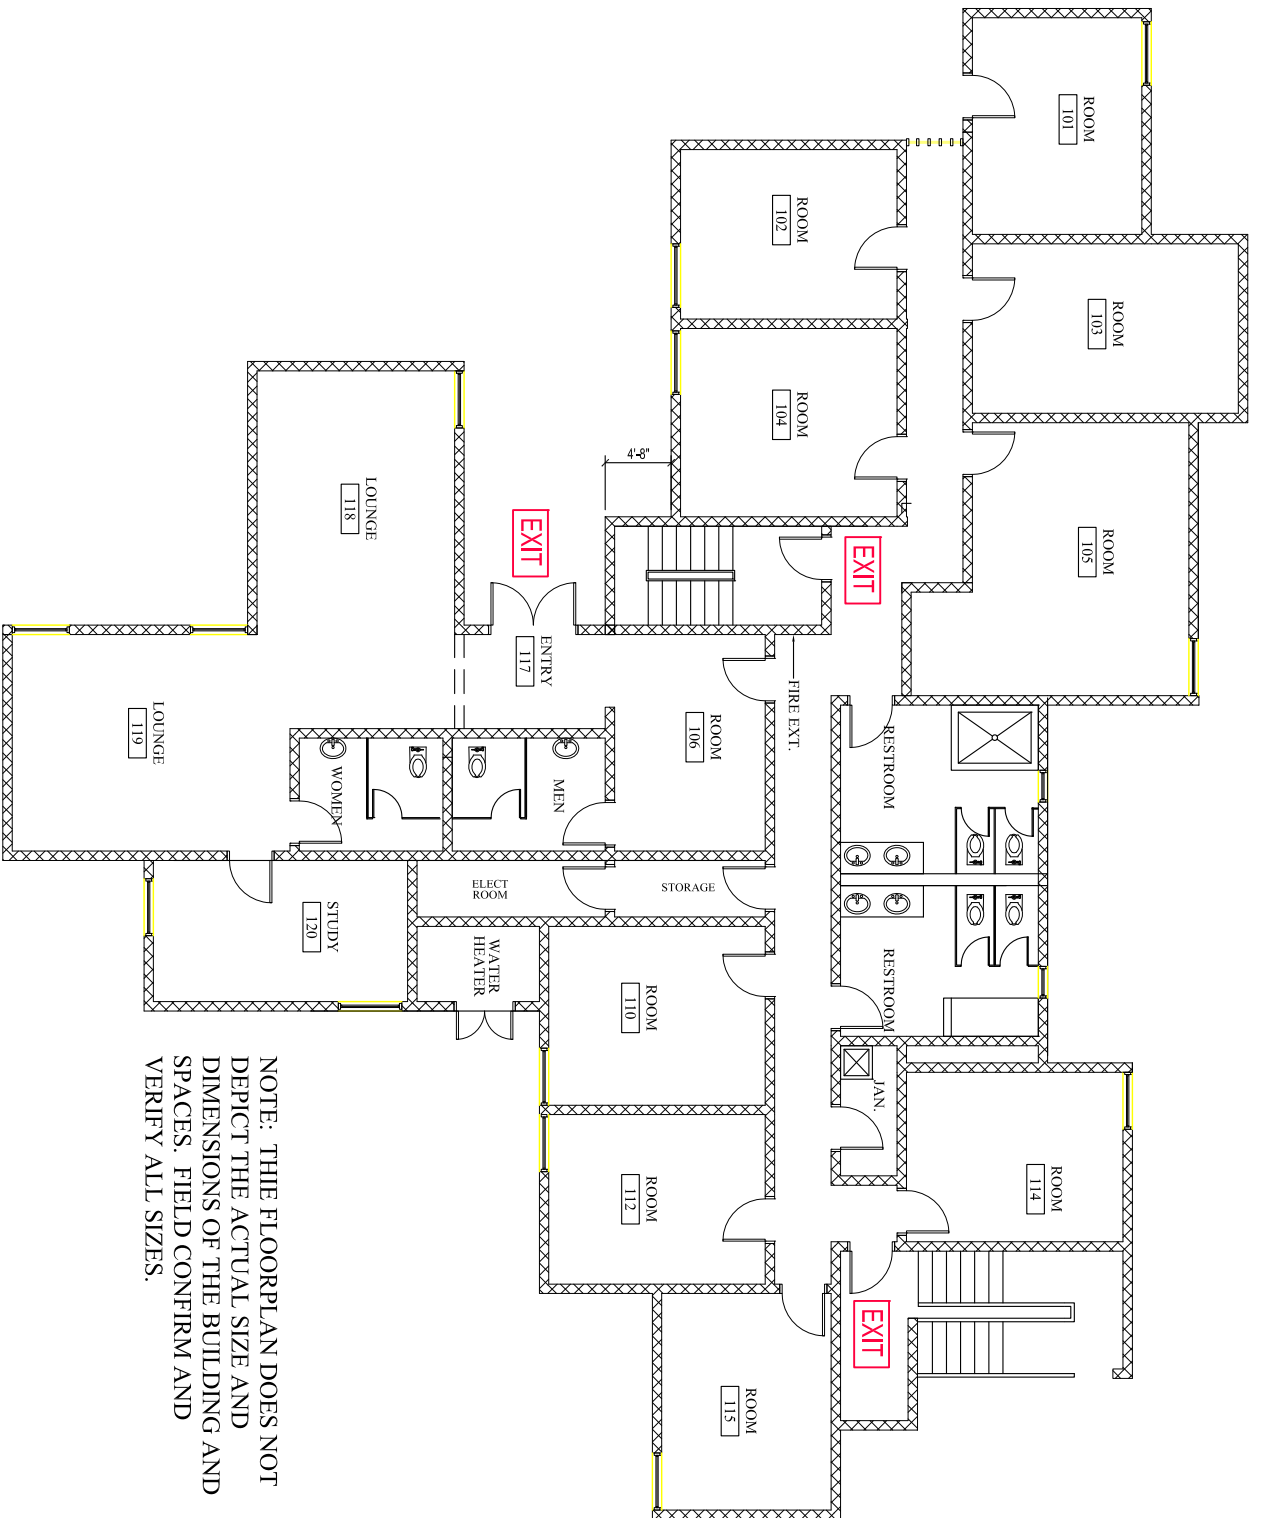 ROOM
101
ROOM
102
ROOM
103
ROOM
104
ROOM
105
4'-8"
LOUNGE
118
EXIT
EXIT
ENTRY
117
FIRE EXT.
ROOM
106
LOUNGE
119
WOMEN
MEN
RESTROOM
RESTROOM
ELECT
ROOM
STORAGE
STUDY
120
WATER
HEATER
ROOM
110
JAN.
ROOM
112
ROOM
114
EXIT
ROOM
115
NOTE: THIE FLOORPLAN DOES NOT
DEPICT THE ACTUAL SIZE AND
DIMENSIONS OF THE BUILDING AND
SPACES. FIELD CONFIRM AND
VERIFY ALL SIZES.